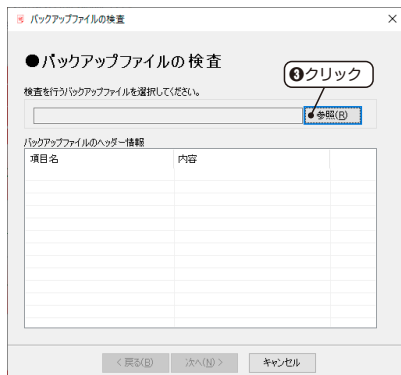 バックアップファイルの検査
●バックアップファイルの検査
❸クリック
検査を行うバックアップファイルを選択してください。
参照(R)
バックアップファイルのヘッダー情報
項目名 内容
<戻る(B) 次へ(N)> キャンセル